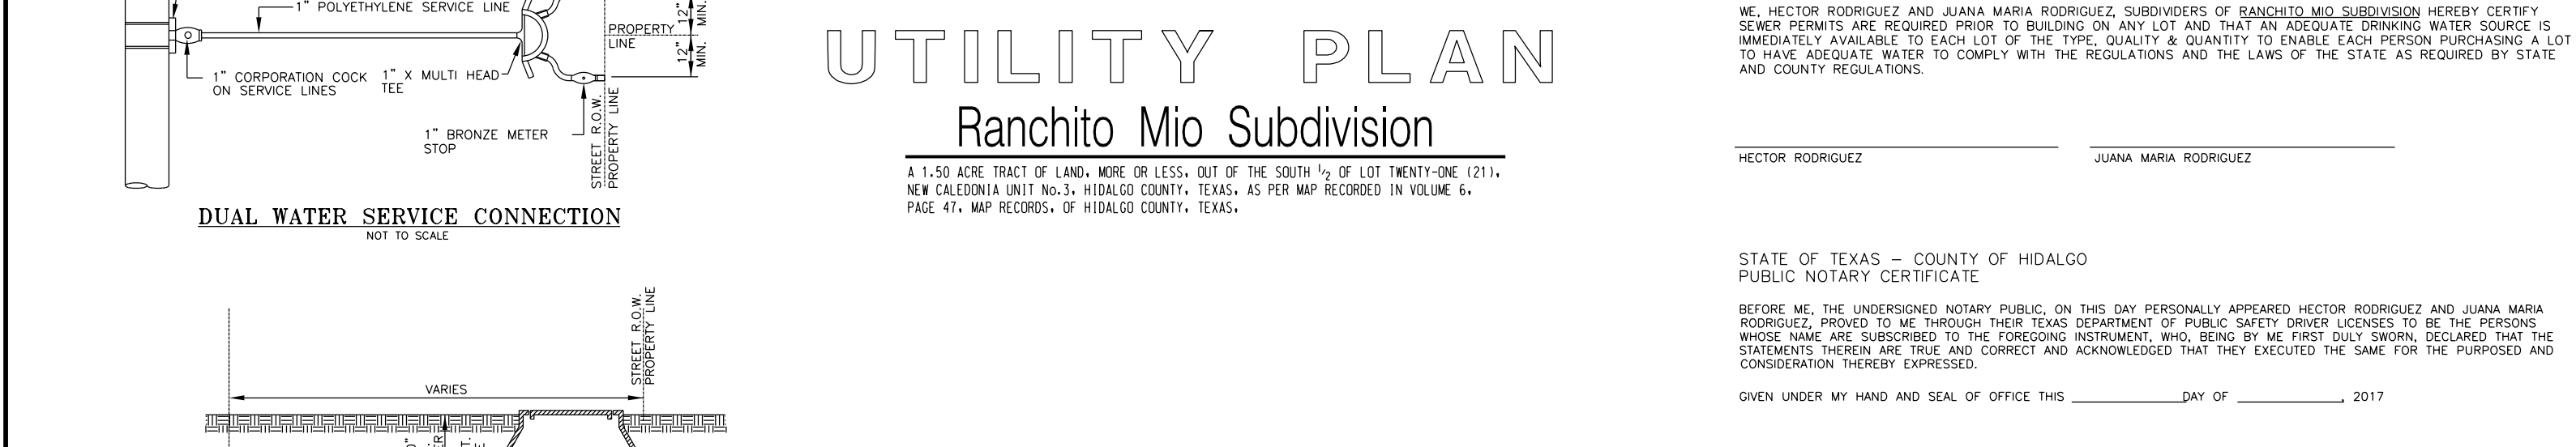 1" POLYETHYLENE SERVICE LINE
12"
MIN.
PROPERTY
LINE
12"
MIN.
1" CORPORATION COCK
ON SERVICE LINES
1" X MULTI HEAD
TEE
1" BRONZE METER
STOP
STREET R.O.W.
PROPERTY LINE
DUAL WATER SERVICE CONNECTION
NOT TO SCALE
STREET R.O.W.
PROPERTY LINE
VARIES
UTILITY PLAN
Ranchito Mio Subdivision
A 1.50 ACRE TRACT OF LAND, MORE OR LESS, OUT OF THE SOUTH 1/2 OF LOT TWENTY-ONE (21),
NEW CALEDONIA UNIT No.3, HIDALGO COUNTY, TEXAS, AS PER MAP RECORDED IN VOLUME 6,
PAGE 47, MAP RECORDS, OF HIDALGO COUNTY, TEXAS,
WE, HECTOR RODRIGUEZ AND JUANA MARIA RODRIGUEZ, SUBDIVIDERS OF RANCHITO MIO SUBDIVISION HEREBY CERTIFY
SEWER PERMITS ARE REQUIRED PRIOR TO BUILDING ON ANY LOT AND THAT AN ADEQUATE DRINKING WATER SOURCE IS
IMMEDIATELY AVAILABLE TO EACH LOT OF THE TYPE, QUALITY & QUANTITY TO ENABLE EACH PERSON PURCHASING A LOT
TO HAVE ADEQUATE WATER TO COMPLY WITH THE REGULATIONS AND THE LAWS OF THE STATE AS REQUIRED BY STATE
AND COUNTY REGULATIONS.
HECTOR RODRIGUEZ
JUANA MARIA RODRIGUEZ
STATE OF TEXAS – COUNTY OF HIDALGO
PUBLIC NOTARY CERTIFICATE
BEFORE ME, THE UNDERSIGNED NOTARY PUBLIC, ON THIS DAY PERSONALLY APPEARED HECTOR RODRIGUEZ AND JUANA MARIA
RODRIGUEZ, PROVED TO ME THROUGH THEIR TEXAS DEPARTMENT OF PUBLIC SAFETY DRIVER LICENSES TO BE THE PERSONS
WHOSE NAME ARE SUBSCRIBED TO THE FOREGOING INSTRUMENT, WHO, BEING BY ME FIRST DULY SWORN, DECLARED THAT THE
STATEMENTS THEREIN ARE TRUE AND CORRECT AND ACKNOWLEDGED THAT THEY EXECUTED THE SAME FOR THE PURPOSED AND
CONSIDERATION THEREBY EXPRESSED.
GIVEN UNDER MY HAND AND SEAL OF OFFICE THIS ____________DAY OF ____________, 2017